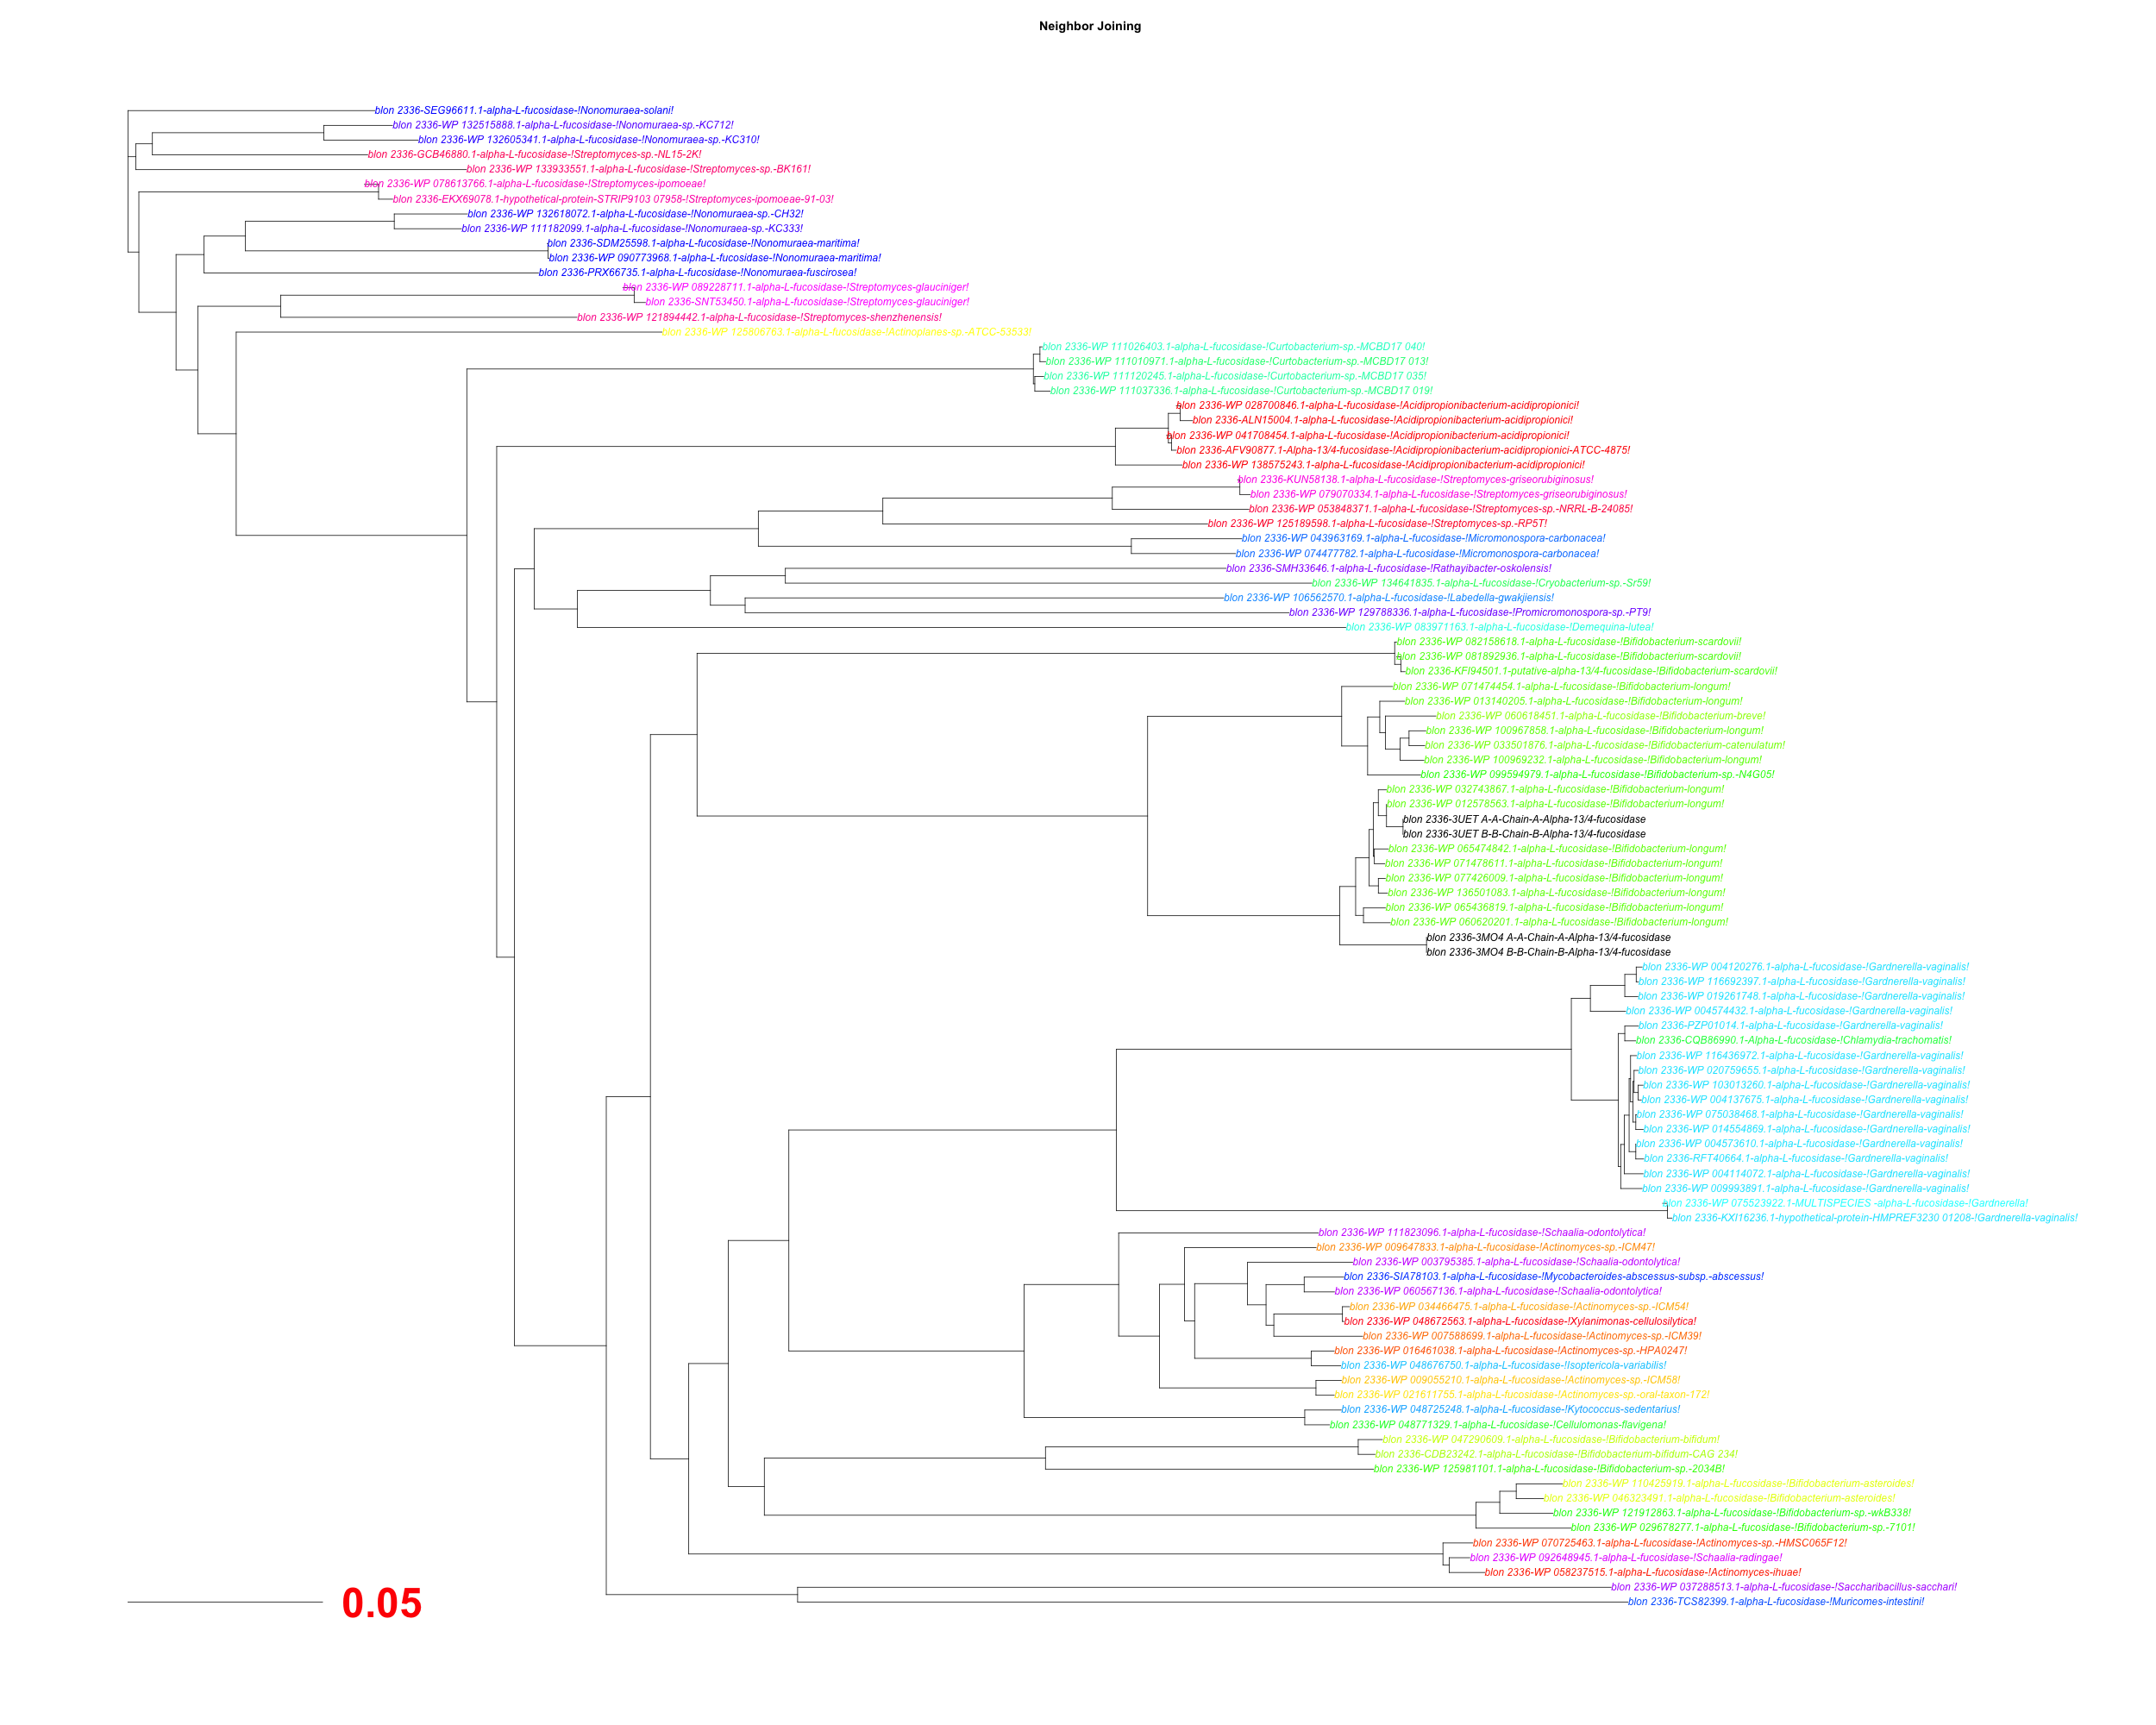 Neighbor Joining
blon 2336-SEG96611.1-alpha-L-fucosidase-!Nonomuraea-solani!
blon 2336-WP 132515888.1-alpha-L-fucosidase-!Nonomuraea-sp.-KC712!
blon 2336-WP 132605341.1-alpha-L-fucosidase-!Nonomuraea-sp.-KC310!
blon 2336-GCB46880.1-alpha-L-fucosidase-!Streptomyces-sp.-NL15-2K!
blon 2336-WP 133933551.1-alpha-L-fucosidase-!Streptomyces-sp.-BK161!
blon 2336-WP 078613766.1-alpha-L-fucosidase-!Streptomyces-ipomoeae!
blon 2336-EKX69078.1-hypothetical-protein-STRIP9103 07958-!Streptomyces-ipomoeae-91-03!
blon 2336-WP 132618072.1-alpha-L-fucosidase-!Nonomuraea-sp.-CH32!
blon 2336-WP 111182099.1-alpha-L-fucosidase-!Nonomuraea-sp.-KC333!
blon 2336-SDM25598.1-alpha-L-fucosidase-!Nonomuraea-maritima!
blon 2336-WP 090773968.1-alpha-L-fucosidase-!Nonomuraea-maritima!
blon 2336-PRX66735.1-alpha-L-fucosidase-!Nonomuraea-fuscirosea!
blon 2336-WP 089228711.1-alpha-L-fucosidase-!Streptomyces-glauciniger!
blon 2336-SNT53450.1-alpha-L-fucosidase-!Streptomyces-glauciniger!
blon 2336-WP 121894442.1-alpha-L-fucosidase-!Streptomyces-shenzhenensis!
blon 2336-WP 125806763.1-alpha-L-fucosidase-!Actinoplanes-sp.-ATCC-53533!
blon 2336-WP 111026403.1-alpha-L-fucosidase-!Curtobacterium-sp.-MCBD17 040!
blon 2336-WP 111010971.1-alpha-L-fucosidase-!Curtobacterium-sp.-MCBD17 013!
blon 2336-WP 111120245.1-alpha-L-fucosidase-!Curtobacterium-sp.-MCBD17 035!
blon 2336-WP 111037336.1-alpha-L-fucosidase-!Curtobacterium-sp.-MCBD17 019!
blon 2336-WP 028700846.1-alpha-L-fucosidase-!Acidipropionibacterium-acidipropionici!
blon 2336-ALN15004.1-alpha-L-fucosidase-!Acidipropionibacterium-acidipropionici!
blon 2336-WP 041708454.1-alpha-L-fucosidase-!Acidipropionibacterium-acidipropionici!
blon 2336-AFV90877.1-Alpha-13/4-fucosidase-!Acidipropionibacterium-acidipropionici-ATCC-4875!
blon 2336-WP 138575243.1-alpha-L-fucosidase-!Acidipropionibacterium-acidipropionici!
blon 2336-KUN58138.1-alpha-L-fucosidase-!Streptomyces-griseorubiginosus!
blon 2336-WP 079070334.1-alpha-L-fucosidase-!Streptomyces-griseorubiginosus!
blon 2336-WP 053848371.1-alpha-L-fucosidase-!Streptomyces-sp.-NRRL-B-24085!
blon 2336-WP 125189598.1-alpha-L-fucosidase-!Streptomyces-sp.-RP5T!
blon 2336-WP 043963169.1-alpha-L-fucosidase-!Micromonospora-carbonacea!
blon 2336-WP 074477782.1-alpha-L-fucosidase-!Micromonospora-carbonacea!
blon 2336-SMH33646.1-alpha-L-fucosidase-!Rathayibacter-oskolensis!
blon 2336-WP 134641835.1-alpha-L-fucosidase-!Cryobacterium-sp.-Sr59!
blon 2336-WP 106562570.1-alpha-L-fucosidase-!Labedella-gwakjiensis!
blon 2336-WP 129788336.1-alpha-L-fucosidase-!Promicromonospora-sp.-PT9!
blon 2336-WP 083971163.1-alpha-L-fucosidase-!Demequina-lutea!
blon 2336-WP 082158618.1-alpha-L-fucosidase-!Bifidobacterium-scardovii!
blon 2336-WP 081892936.1-alpha-L-fucosidase-!Bifidobacterium-scardovii!
blon 2336-KFI94501.1-putative-alpha-13/4-fucosidase-!Bifidobacterium-scardovii!
blon 2336-WP 071474454.1-alpha-L-fucosidase-!Bifidobacterium-longum!
blon 2336-WP 013140205.1-alpha-L-fucosidase-!Bifidobacterium-longum!
blon 2336-WP 060618451.1-alpha-L-fucosidase-!Bifidobacterium-breve!
blon 2336-WP 100967858.1-alpha-L-fucosidase-!Bifidobacterium-longum!
blon 2336-WP 033501876.1-alpha-L-fucosidase-!Bifidobacterium-catenulatum!
blon 2336-WP 100969232.1-alpha-L-fucosidase-!Bifidobacterium-longum!
blon 2336-WP 099594979.1-alpha-L-fucosidase-!Bifidobacterium-sp.-N4G05!
blon 2336-WP 032743867.1-alpha-L-fucosidase-!Bifidobacterium-longum!
blon 2336-WP 012578563.1-alpha-L-fucosidase-!Bifidobacterium-longum!
blon 2336-3UET A-A-Chain-A-Alpha-13/4-fucosidase
blon 2336-3UET B-B-Chain-B-Alpha-13/4-fucosidase
blon 2336-WP 065474842.1-alpha-L-fucosidase-!Bifidobacterium-longum!
blon 2336-WP 071478611.1-alpha-L-fucosidase-!Bifidobacterium-longum!
blon 2336-WP 077426009.1-alpha-L-fucosidase-!Bifidobacterium-longum!
blon 2336-WP 136501083.1-alpha-L-fucosidase-!Bifidobacterium-longum!
blon 2336-WP 065436819.1-alpha-L-fucosidase-!Bifidobacterium-longum!
blon 2336-WP 060620201.1-alpha-L-fucosidase-!Bifidobacterium-longum!
blon 2336-3MO4 A-A-Chain-A-Alpha-13/4-fucosidase
blon 2336-3MO4 B-B-Chain-B-Alpha-13/4-fucosidase
blon 2336-WP 004120276.1-alpha-L-fucosidase-!Gardnerella-vaginalis!
blon 2336-WP 116692397.1-alpha-L-fucosidase-!Gardnerella-vaginalis!
blon 2336-WP 019261748.1-alpha-L-fucosidase-!Gardnerella-vaginalis!
blon 2336-WP 004574432.1-alpha-L-fucosidase-!Gardnerella-vaginalis!
blon 2336-PZP01014.1-alpha-L-fucosidase-!Gardnerella-vaginalis!
blon 2336-CQB86990.1-Alpha-L-fucosidase-!Chlamydia-trachomatis!
blon 2336-WP 116436972.1-alpha-L-fucosidase-!Gardnerella-vaginalis!
blon 2336-WP 020759655.1-alpha-L-fucosidase-!Gardnerella-vaginalis!
blon 2336-WP 103013260.1-alpha-L-fucosidase-!Gardnerella-vaginalis!
blon 2336-WP 004137675.1-alpha-L-fucosidase-!Gardnerella-vaginalis!
blon 2336-WP 075038468.1-alpha-L-fucosidase-!Gardnerella-vaginalis!
blon 2336-WP 014554869.1-alpha-L-fucosidase-!Gardnerella-vaginalis!
blon 2336-WP 004573610.1-alpha-L-fucosidase-!Gardnerella-vaginalis!
blon 2336-RFT40664.1-alpha-L-fucosidase-!Gardnerella-vaginalis!
blon 2336-WP 004114072.1-alpha-L-fucosidase-!Gardnerella-vaginalis!
blon 2336-WP 009993891.1-alpha-L-fucosidase-!Gardnerella-vaginalis!
blon 2336-WP 075523922.1-MULTISPECIES -alpha-L-fucosidase-!Gardnerella!
blon 2336-KXI16236.1-hypothetical-protein-HMPREF3230 01208-!Gardnerella-vaginalis!
blon 2336-WP 111823096.1-alpha-L-fucosidase-!Schaalia-odontolytica!
blon 2336-WP 009647833.1-alpha-L-fucosidase-!Actinomyces-sp.-ICM47!
blon 2336-WP 003795385.1-alpha-L-fucosidase-!Schaalia-odontolytica!
blon 2336-SIA78103.1-alpha-L-fucosidase-!Mycobacteroides-abscessus-subsp.-abscessus!
blon 2336-WP 060567136.1-alpha-L-fucosidase-!Schaalia-odontolytica!
blon 2336-WP 034466475.1-alpha-L-fucosidase-!Actinomyces-sp.-ICM54!
blon 2336-WP 048672563.1-alpha-L-fucosidase-!Xylanimonas-cellulosilytica!
blon 2336-WP 007588699.1-alpha-L-fucosidase-!Actinomyces-sp.-ICM39!
blon 2336-WP 016461038.1-alpha-L-fucosidase-!Actinomyces-sp.-HPA0247!
blon 2336-WP 048676750.1-alpha-L-fucosidase-!Isoptericola-variabilis!
blon 2336-WP 009055210.1-alpha-L-fucosidase-!Actinomyces-sp.-ICM58!
blon 2336-WP 021611755.1-alpha-L-fucosidase-!Actinomyces-sp.-oral-taxon-172!
blon 2336-WP 048725248.1-alpha-L-fucosidase-!Kytococcus-sedentarius!
blon 2336-WP 048771329.1-alpha-L-fucosidase-!Cellulomonas-flavigena!
blon 2336-WP 047290609.1-alpha-L-fucosidase-!Bifidobacterium-bifidum!
blon 2336-CDB23242.1-alpha-L-fucosidase-!Bifidobacterium-bifidum-CAG 234!
blon 2336-WP 125981101.1-alpha-L-fucosidase-!Bifidobacterium-sp.-2034B!
blon 2336-WP 110425919.1-alpha-L-fucosidase-!Bifidobacterium-asteroides!
blon 2336-WP 046323491.1-alpha-L-fucosidase-!Bifidobacterium-asteroides!
blon 2336-WP 121912863.1-alpha-L-fucosidase-!Bifidobacterium-sp.-wkB338!
blon 2336-WP 029678277.1-alpha-L-fucosidase-!Bifidobacterium-sp.-7101!
blon 2336-WP 070725463.1-alpha-L-fucosidase-!Actinomyces-sp.-HMSC065F12!
blon 2336-WP 092648945.1-alpha-L-fucosidase-!Schaalia-radingae!
blon 2336-WP 058237515.1-alpha-L-fucosidase-!Actinomyces-ihuae!
blon 2336-WP 037288513.1-alpha-L-fucosidase-!Saccharibacillus-sacchari!
blon 2336-TCS82399.1-alpha-L-fucosidase-!Muricomes-intestini!
0.05